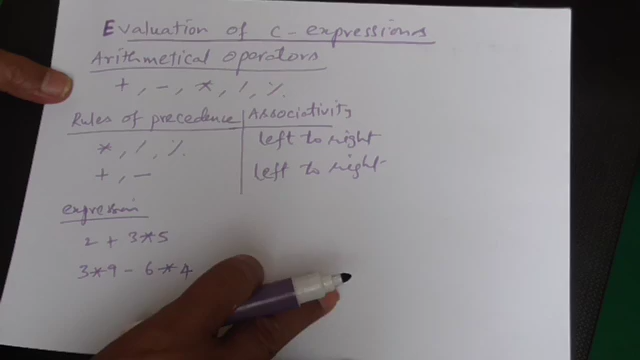 Evaluation of C-expressions
Arithmetical oporators
+, -, *, /, %
Rules of precedence Associativity
*, /, % left to right
+, - left to right
expression
2 + 3*5
3*9 - 6*4